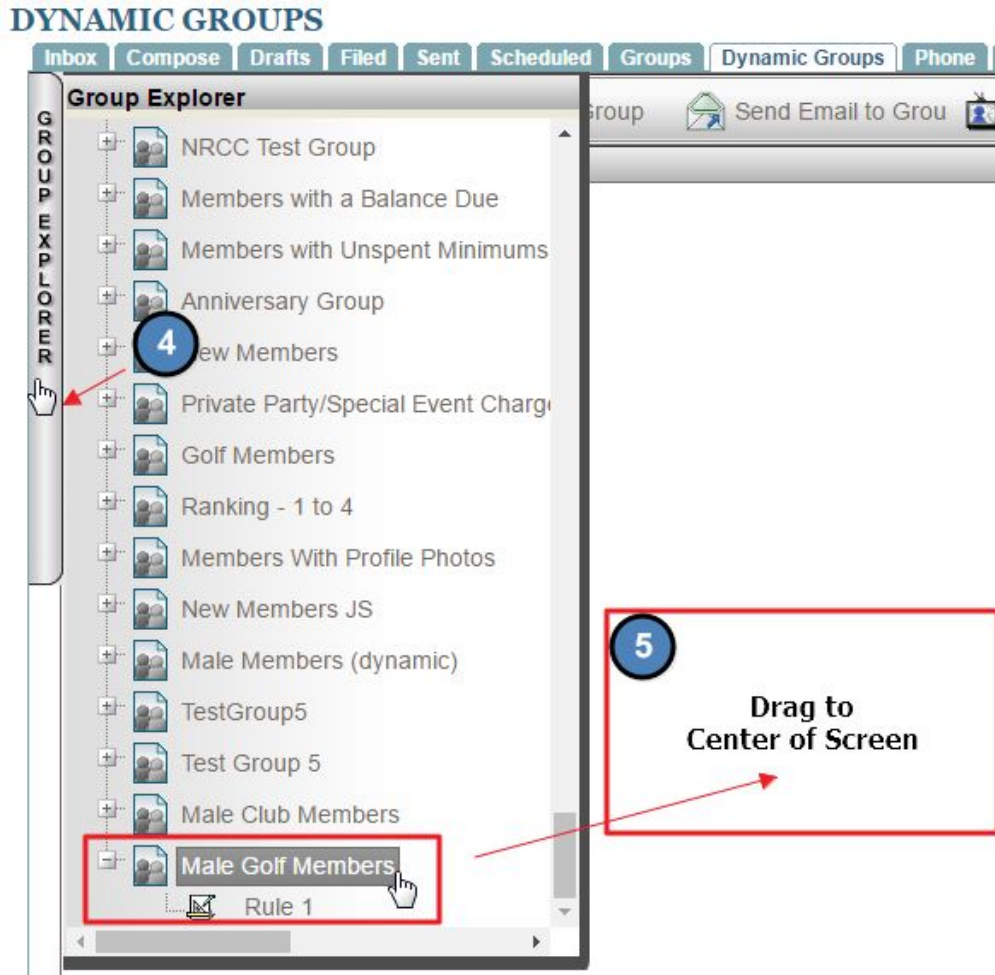 DYNAMIC GROUPS
Inbox Compose Drafts Filed Sent Scheduled Groups Dynamic Groups Phone
GROUP EXPLORER
Group Explorer
Group Send Email to Grou
NRCC Test Group
Members with a Balance Due
Members with Unspent Minimums
Anniversary Group
4
New Members
Private Party/Special Event Charg
Golf Members
Ranking - 1 to 4
Members With Profile Photos
New Members JS
Male Members (dynamic)
TestGroup5
Test Group 5
Male Club Members
Male Golf Members
Rule 1
5
Drag to
Center of Screen